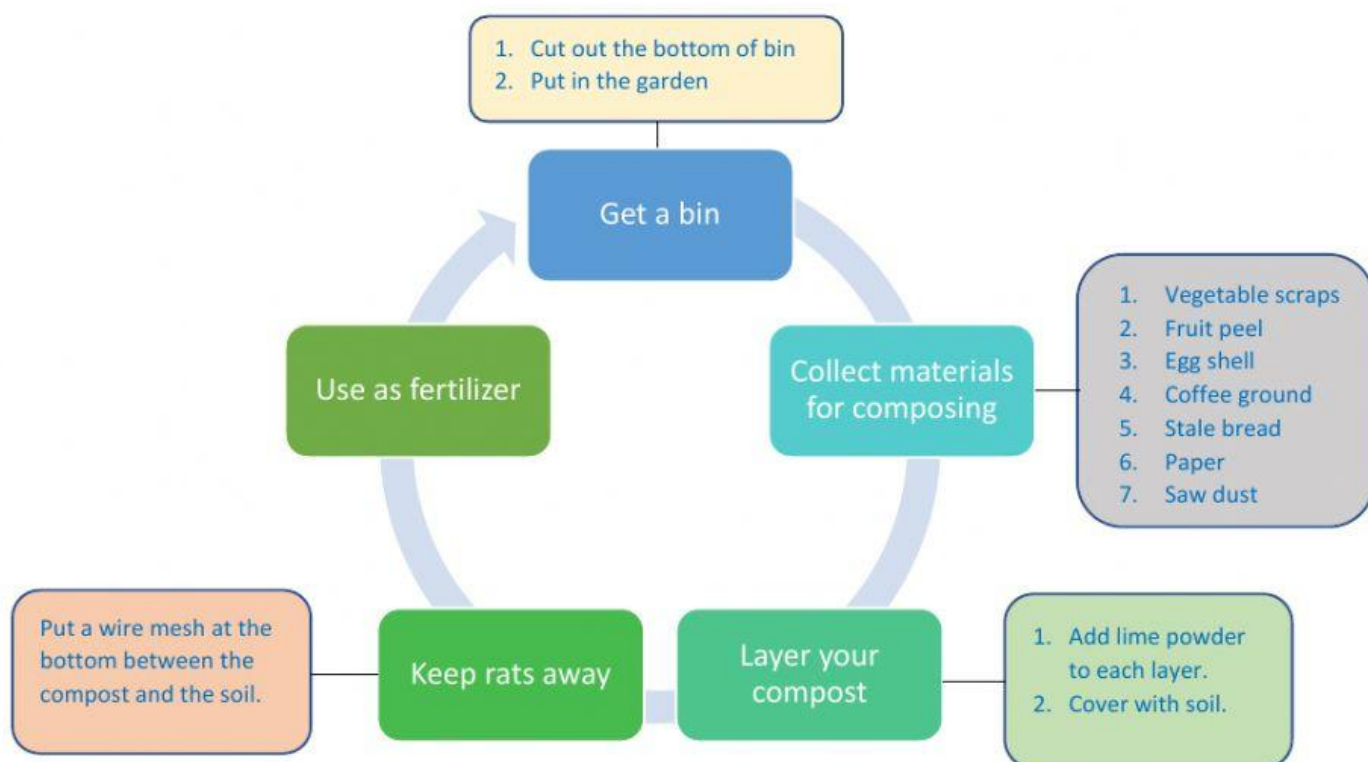 1. Cut out the bottom of bin
2. Put in the garden
Get a bin
Collect materials
for composing
1. Vegetable scraps
2. Fruit peel
3. Egg shell
4. Coffee ground
5. Stale bread
6. Paper
7. Saw dust
Layer your
compost
1. Add lime powder
to each layer.
2. Cover with soil.
Keep rats away
Put a wire mesh at the
bottom between the
compost and the soil.
Use as fertilizer